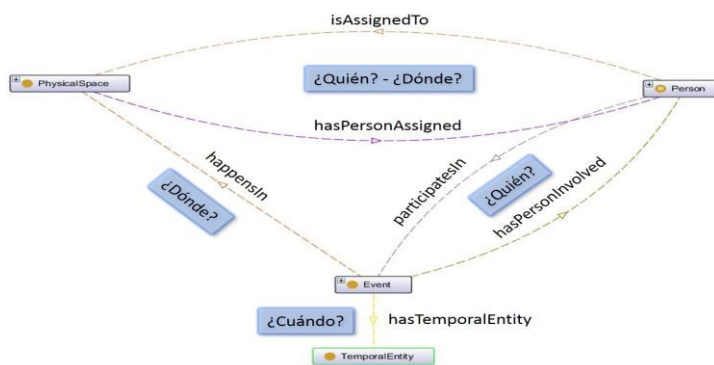 isAssignedTo
PhysicalSpace
¿Quién? - ¿Dónde?
Person
hasPersonAssigned
happensIn
¿Dónde?
participatesIn
¿Quién?
hasPersonInvolved
Event
¿Cuándo?
hasTemporalEntity
TemporalEntity